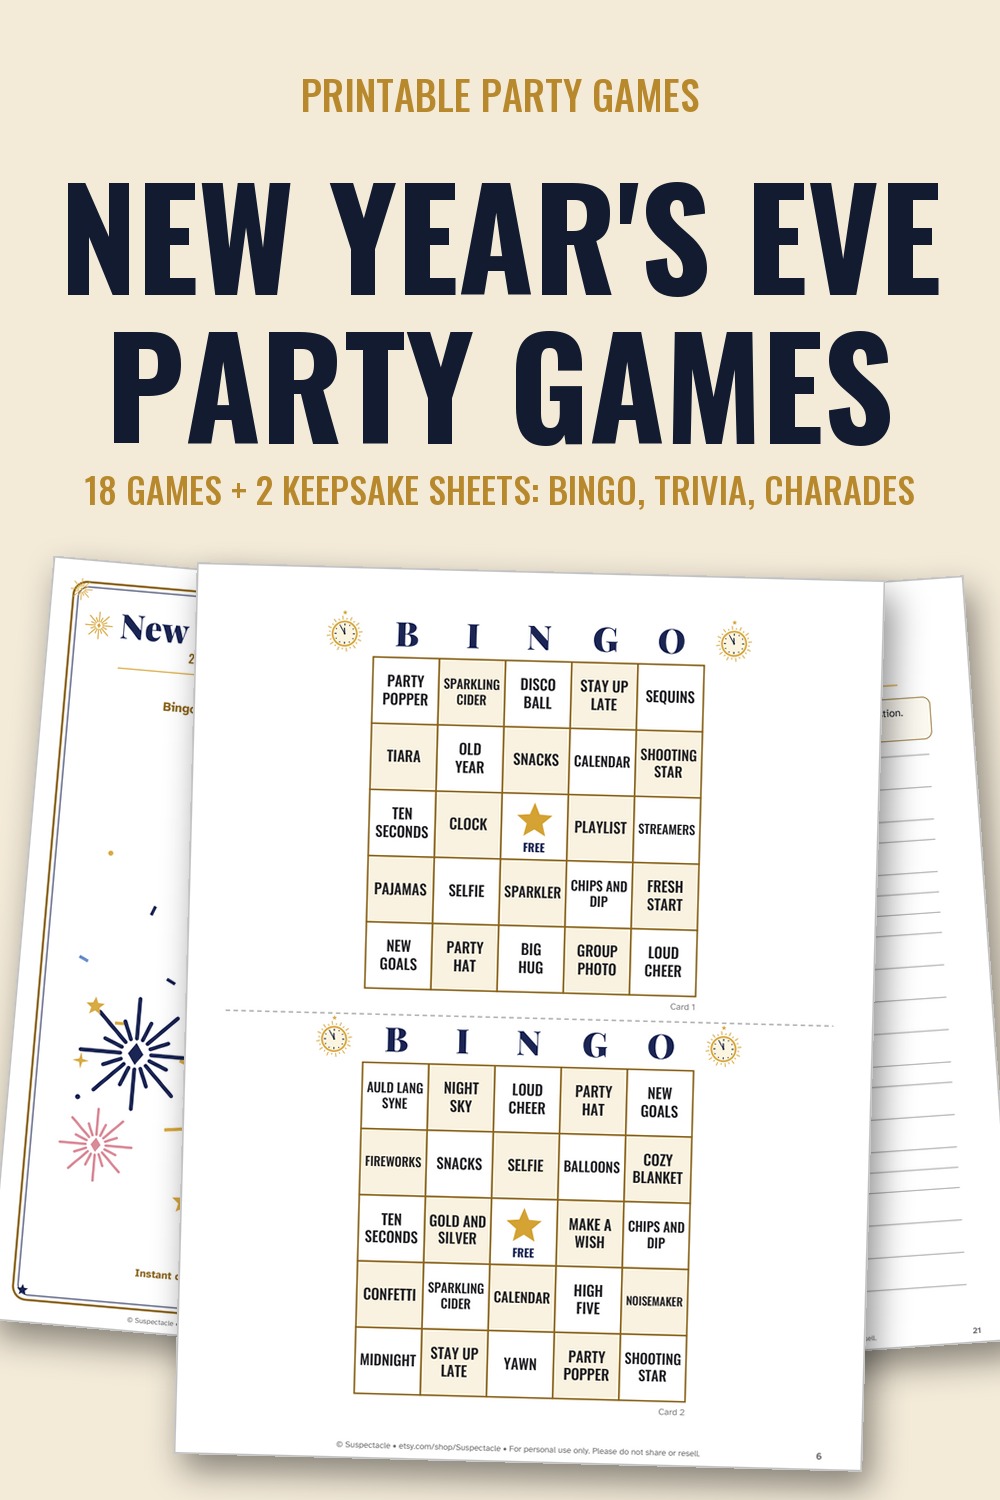 PRINTABLE PARTY GAMES
NEW YEAR'S EVE
PARTY GAMES
18 GAMES + 2 KEEPSAKE SHEETS: BINGO, TRIVIA, CHARADES
New
Instant
© Suspectacle •
B I N G O
PARTY POPPER
SPARKLING CIDER
DISCO BALL
STAY UP LATE
SEQUINS
TIARA
OLD YEAR
SNACKS
CALENDAR
SHOOTING STAR
TEN SECONDS
CLOCK
FREE
PLAYLIST
STREAMERS
PAJAMAS
SELFIE
SPARKLER
CHIPS AND DIP
FRESH START
NEW GOALS
PARTY HAT
BIG HUG
GROUP PHOTO
LOUD CHEER
Card 1
B I N G O
AULD LANG SYNE
NIGHT SKY
LOUD CHEER
PARTY HAT
NEW GOALS
FIREWORKS
SNACKS
SELFIE
BALLOONS
COZY BLANKET
TEN SECONDS
GOLD AND SILVER
FREE
MAKE A WISH
CHIPS AND DIP
CONFETTI
SPARKLING CIDER
CALENDAR
HIGH FIVE
NOISEMAKER
MIDNIGHT
STAY UP LATE
YAWN
PARTY POPPER
SHOOTING STAR
Card 2
© Suspectacle • etsy.com/shop/Suspectacle • For personal use only. Please do not share or resell.
6
21